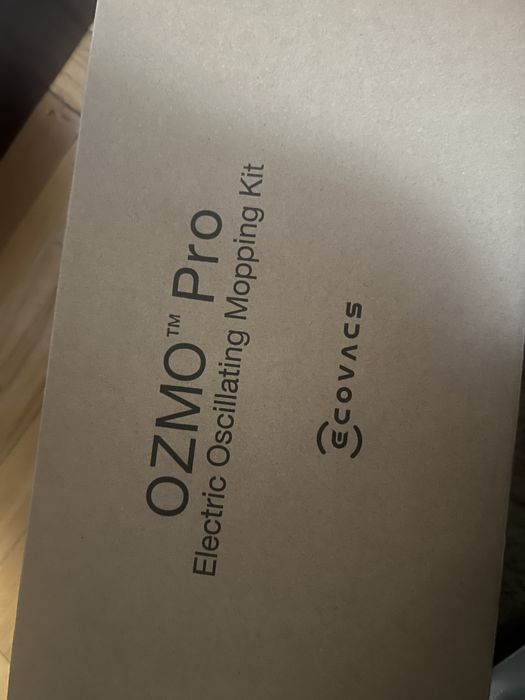 OZMO™ Pro
Electric Oscillating Mopping Kit
ECOVACS